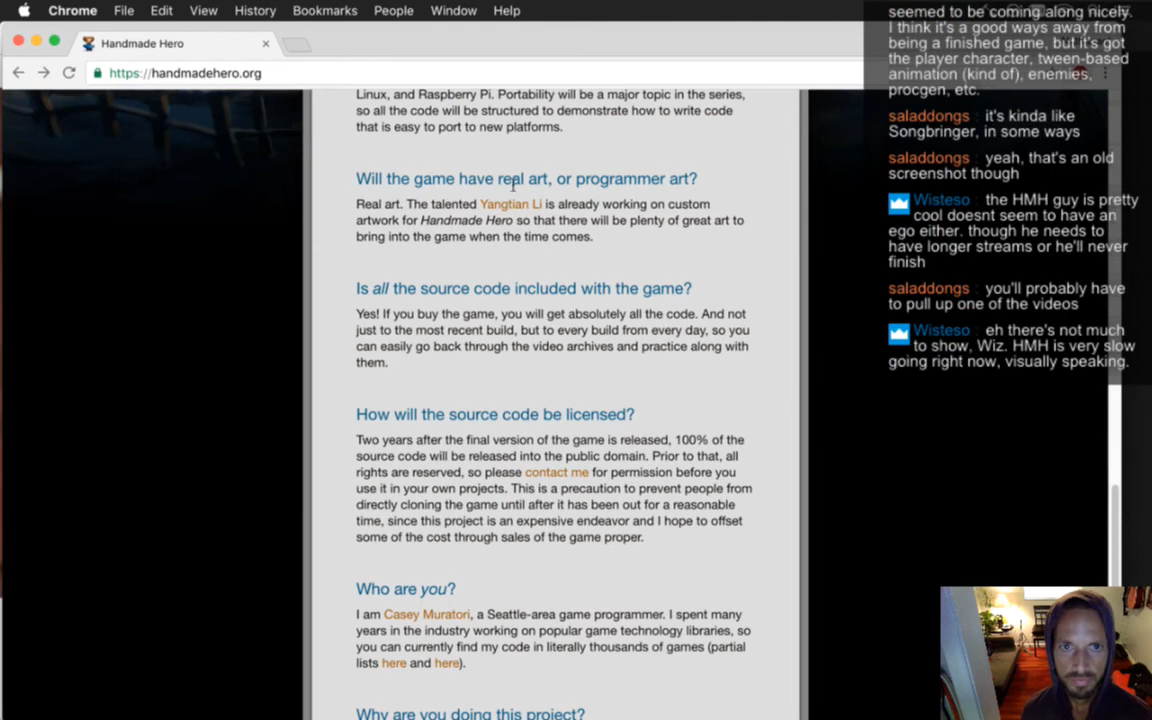 Chrome File Edit View History Bookmarks People Window Help
Handmade Hero
https://handmadehero.org
Linux, and Raspberry Pi. Portability will be a major topic in the series,
so all the code will be structured to demonstrate how to write code
that is easy to port to new platforms.
Will the game have real art, or programmer art?
Real art. The talented Yangtian Li is already working on custom
artwork for Handmade Hero so that there will be plenty of great art to
bring into the game when the time comes.
Is all the source code included with the game?
Yes! If you buy the game, you will get absolutely all the code. And not
just to the most recent build, but to every build from every day, so you
can easily go back through the video archives and practice along with
them.
How will the source code be licensed?
Two years after the final version of the game is released, 100% of the
source code will be released into the public domain. Prior to that, all
rights are reserved, so please contact me for permission before you
use it in your own projects. This is a precaution to prevent people from
directly cloning the game until after it has been out for a reasonable
time, since this project is an expensive endeavor and I hope to offset
some of the cost through sales of the game proper.
Who are you?
I am Casey Muratori, a Seattle-area game programmer. I spent many
years in the industry working on popular game technology libraries, so
you can currently find my code in literally thousands of games (partial
lists here and here).
Why are you doing this project?
seemed to be coming along nicely.
I think it's a good ways away from
being a finished game, but it's got
the player character, tween-based
animation (kind of), enemies,
procgen, etc.
saladdongs it's kinda like
Songbringer, in some ways
saladdongs yeah, that's an old
screenshot though
Wisteso the HMH guy is pretty
cool doesnt seem to have an
ego either. though he needs to
have longer streams or he'll never
finish
saladdongs you'll probably have
to pull up one of the videos
Wisteso eh there's not much
to show, Wiz. HMH is very slow
going right now, visually speaking.